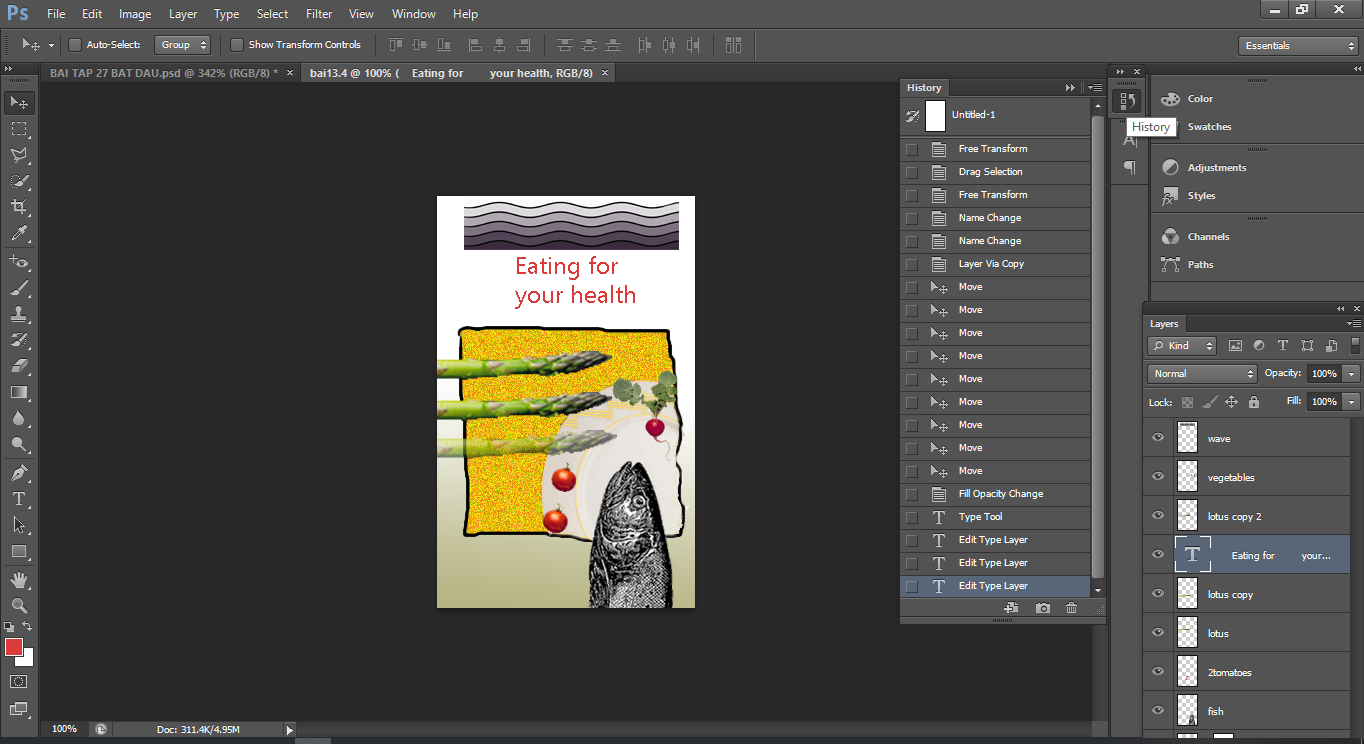 Ps File Edit Image Layer Type Select Filter View Window Help
Auto-Select: Group Show Transform Controls Essentials
BAI TAP 27 BAT DAU.psd @ 342% (RGB/8) * × bai13.4 @ 100% ( Eating for your health, RGB/8) ×
History
Untitled-1
Free Transform
Drag Selection
Free Transform
Name Change
Name Change
Layer Via Copy
Move
Move
Move
Move
Move
Move
Move
Move
Move
Fill Opacity Change
Type Tool
Edit Type Layer
Edit Type Layer
Edit Type Layer
History
Color
Swatches
Adjustments
Styles
Channels
Paths
Eating for
your health
Layers
Kind
Normal Opacity: 100%
Lock: Fill: 100%
wave
vegetables
lotus copy 2
Eating for your...
lotus copy
lotus
2tomatoes
fish
100% Doc: 311.4K/4.95M